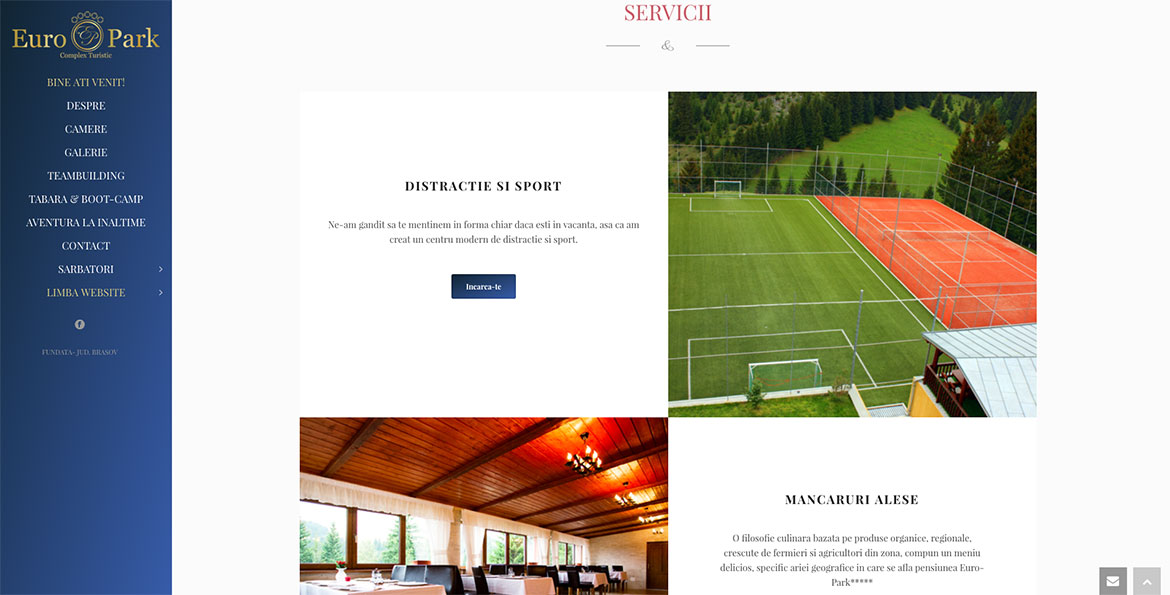 Euro EP Park
Complex Turistic
BINE ATI VENIT!
DESPRE
CAMERE
GALERIE
TEAMBUILDING
TABARA & BOOT-CAMP
AVENTURA LA INALTIME
CONTACT
SARBATORI
LIMBA WEBSITE
FUNDATA- JUD. BRASOV
SERVICII
&
DISTRACTIE SI SPORT
Ne-am gandit sa te mentinem in forma chiar daca esti in vacanta, asa ca am
creat un centru modern de distractie si sport.
Incarca-te
MANCARURI ALESE
O filosofie culinara bazata pe produse organice, regionale,
crescute de fermieri si agricultori din zona, compun un meniu
delicios, specific ariei geografice in care se afla pensiunea Euro-
Park*****